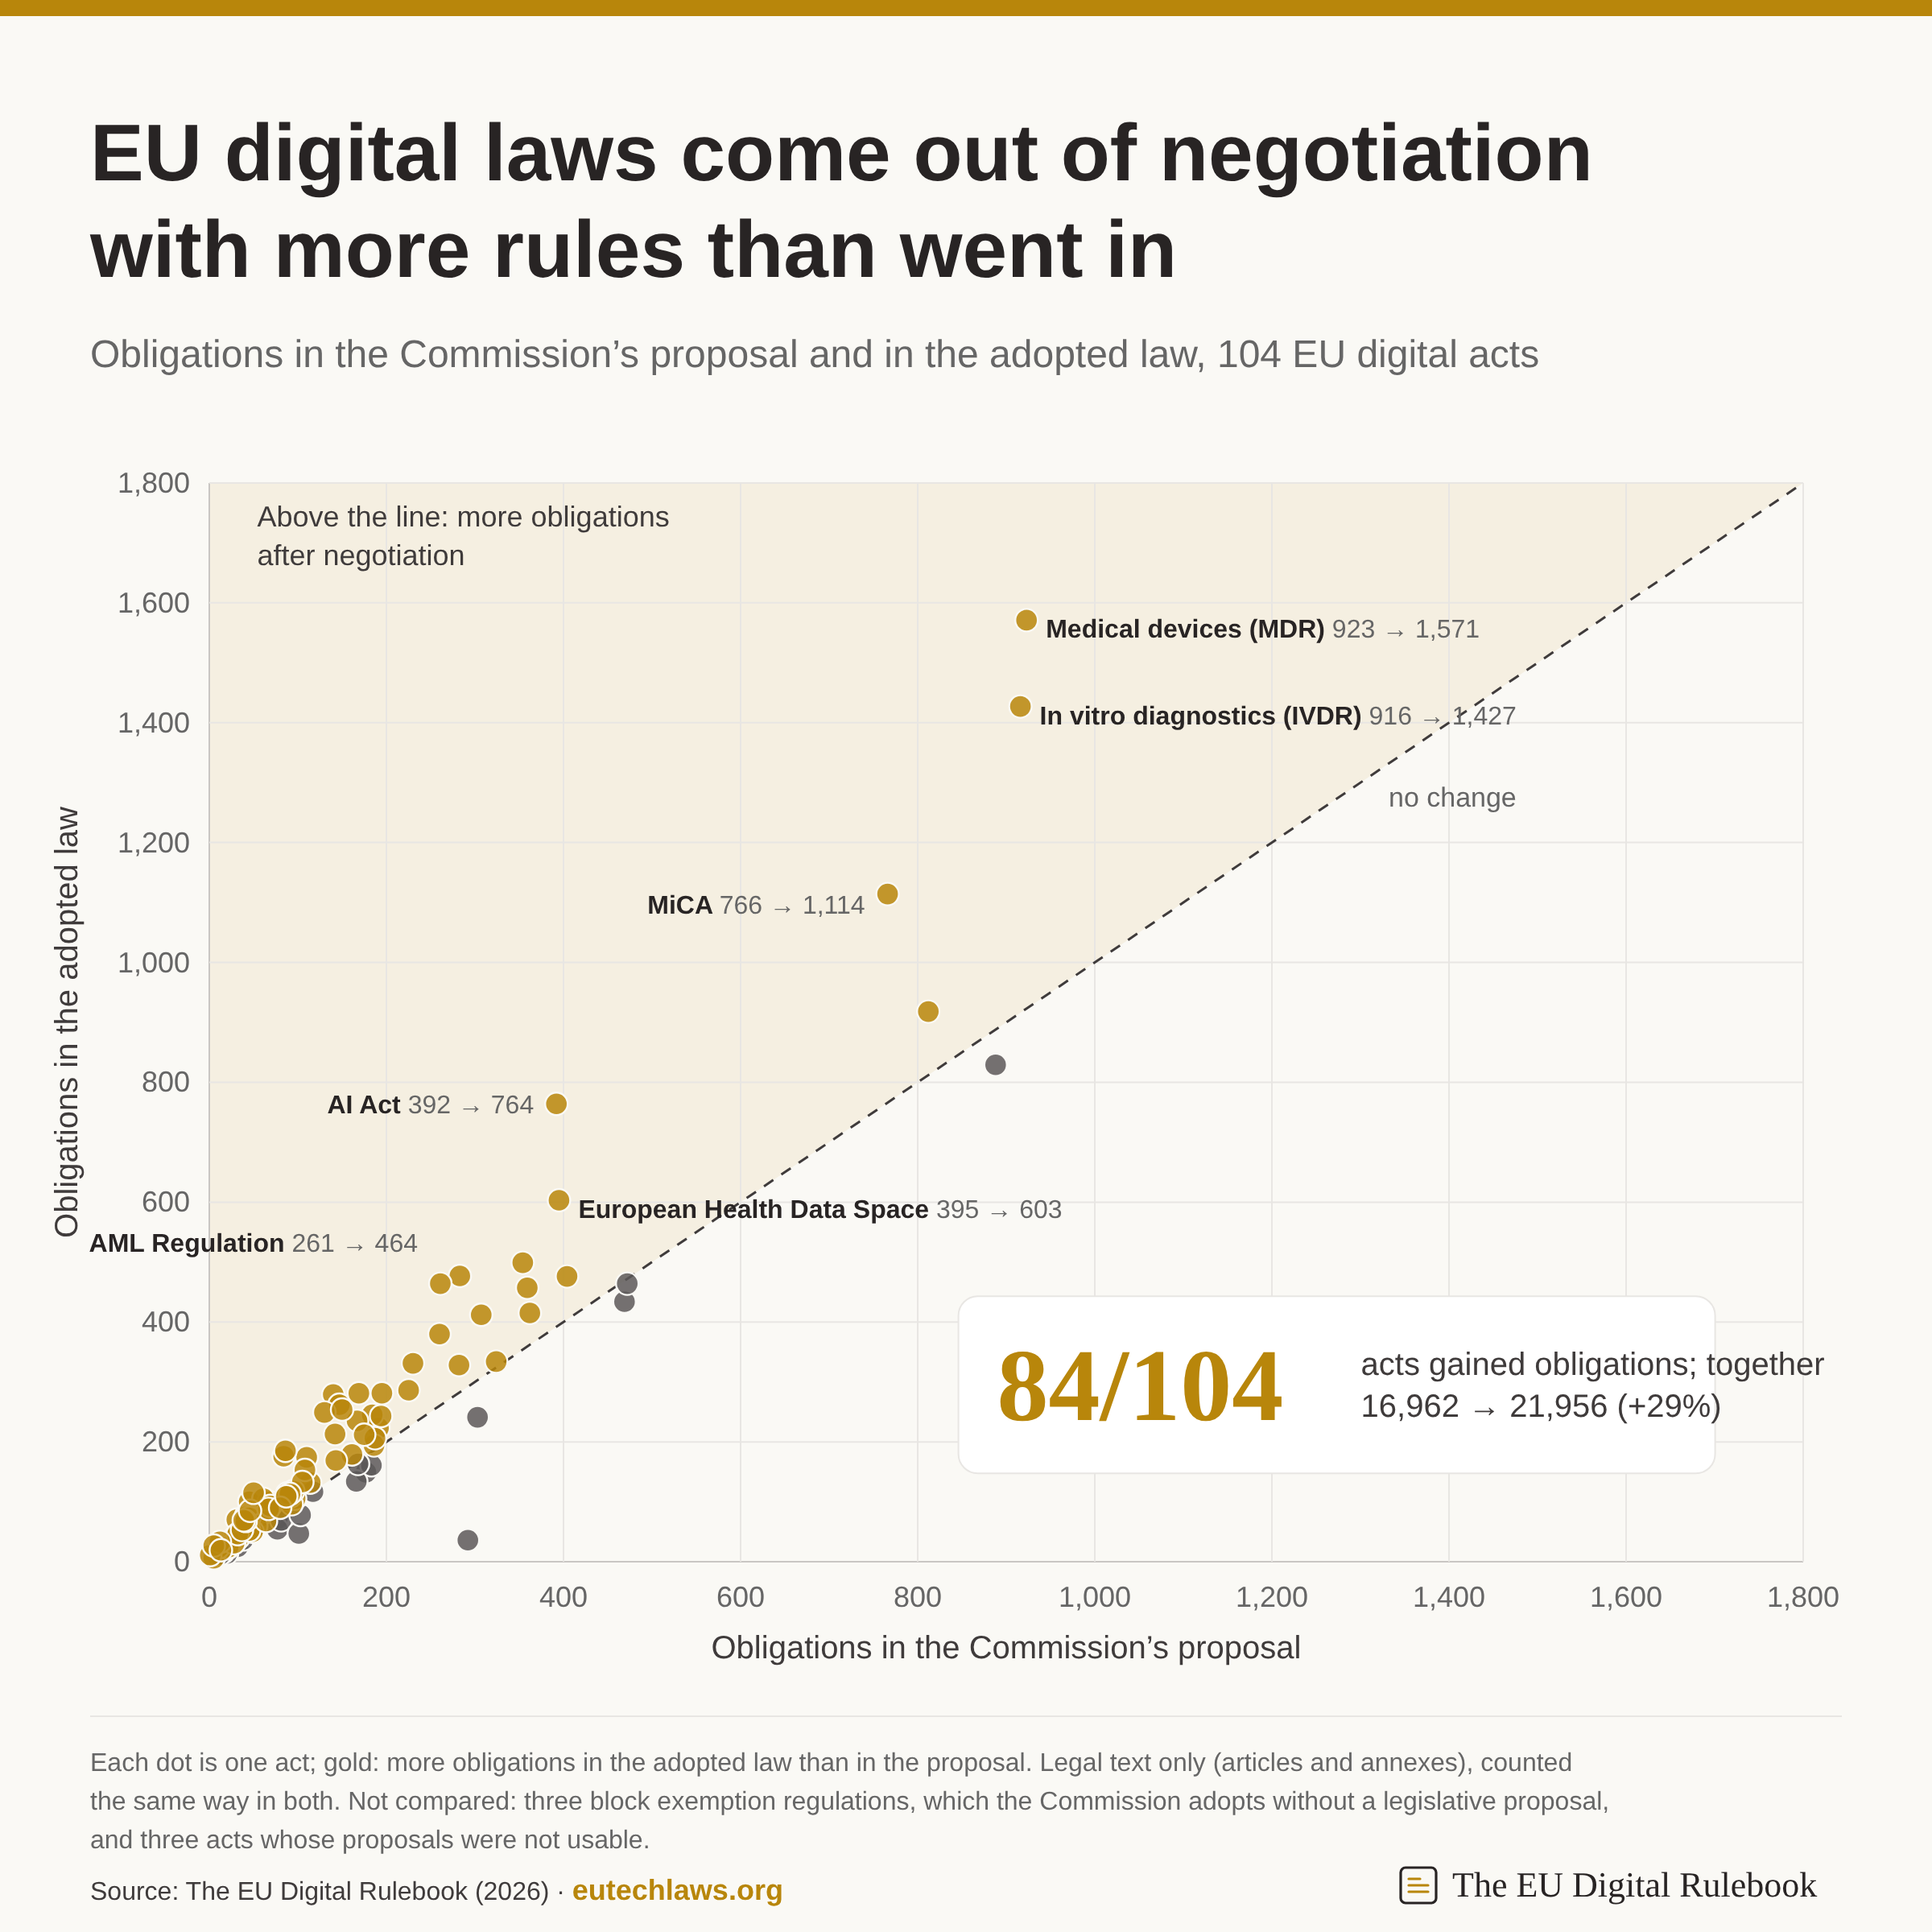 EU digital laws come out of negotiation
with more rules than went in
Obligations in the Commission’s proposal and in the adopted law, 104 EU digital acts
Obligations in the adopted law
1,800
1,600
1,400
1,200
1,000
800
600
400
200
0
Above the line: more obligations
after negotiation
Medical devices (MDR) 923 → 1,571
In vitro diagnostics (IVDR) 916 → 1,427
no change
MiCA 766 → 1,114
AI Act 392 → 764
European Health Data Space 395 → 603
AML Regulation 261 → 464
84/104
acts gained obligations; together
16,962 → 21,956 (+29%)
0 200 400 600 800 1,000 1,200 1,400 1,600 1,800
Obligations in the Commission’s proposal
Each dot is one act; gold: more obligations in the adopted law than in the proposal. Legal text only (articles and annexes), counted
the same way in both. Not compared: three block exemption regulations, which the Commission adopts without a legislative proposal,
and three acts whose proposals were not usable.
Source: The EU Digital Rulebook (2026) · eutechlaws.org
The EU Digital Rulebook